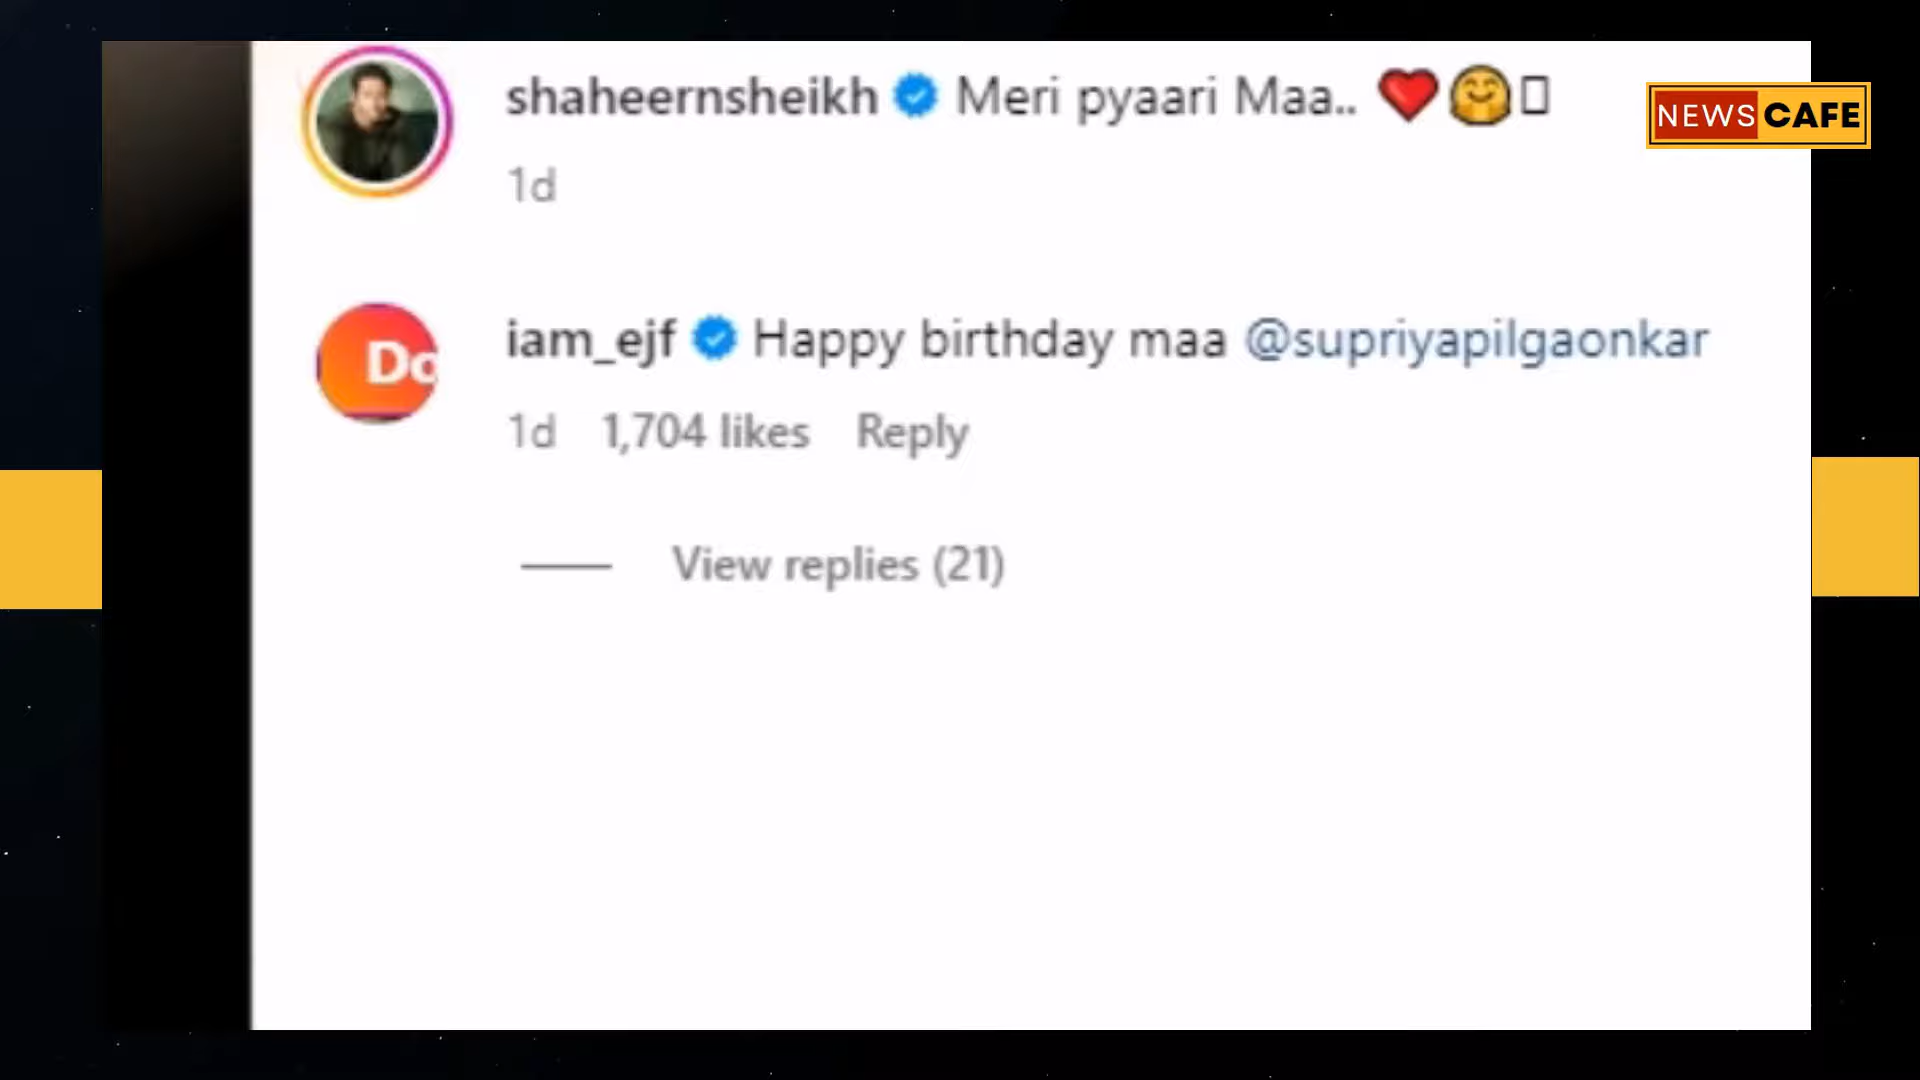 shaheernsheikh Meri pyaari Maa.. ❤️🤗
1d
NEWS CAFE
Do
iam_ejf Happy birthday maa @supriyapilgaonkar
1d 1,704 likes Reply
View replies (21)